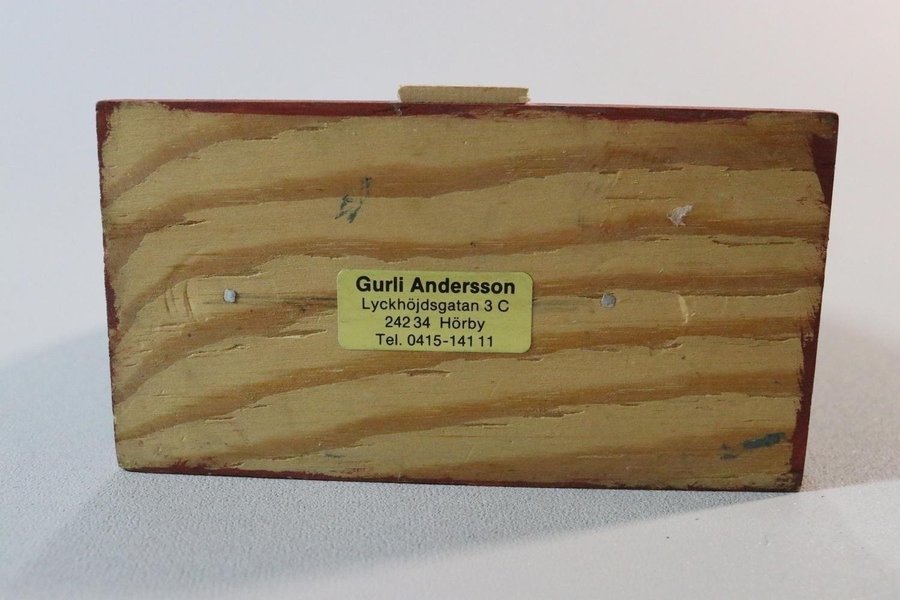 Gurli Andersson
Lyckhöjdsgatan 3 C
242 34 Hörby
Tel. 0415-141 11